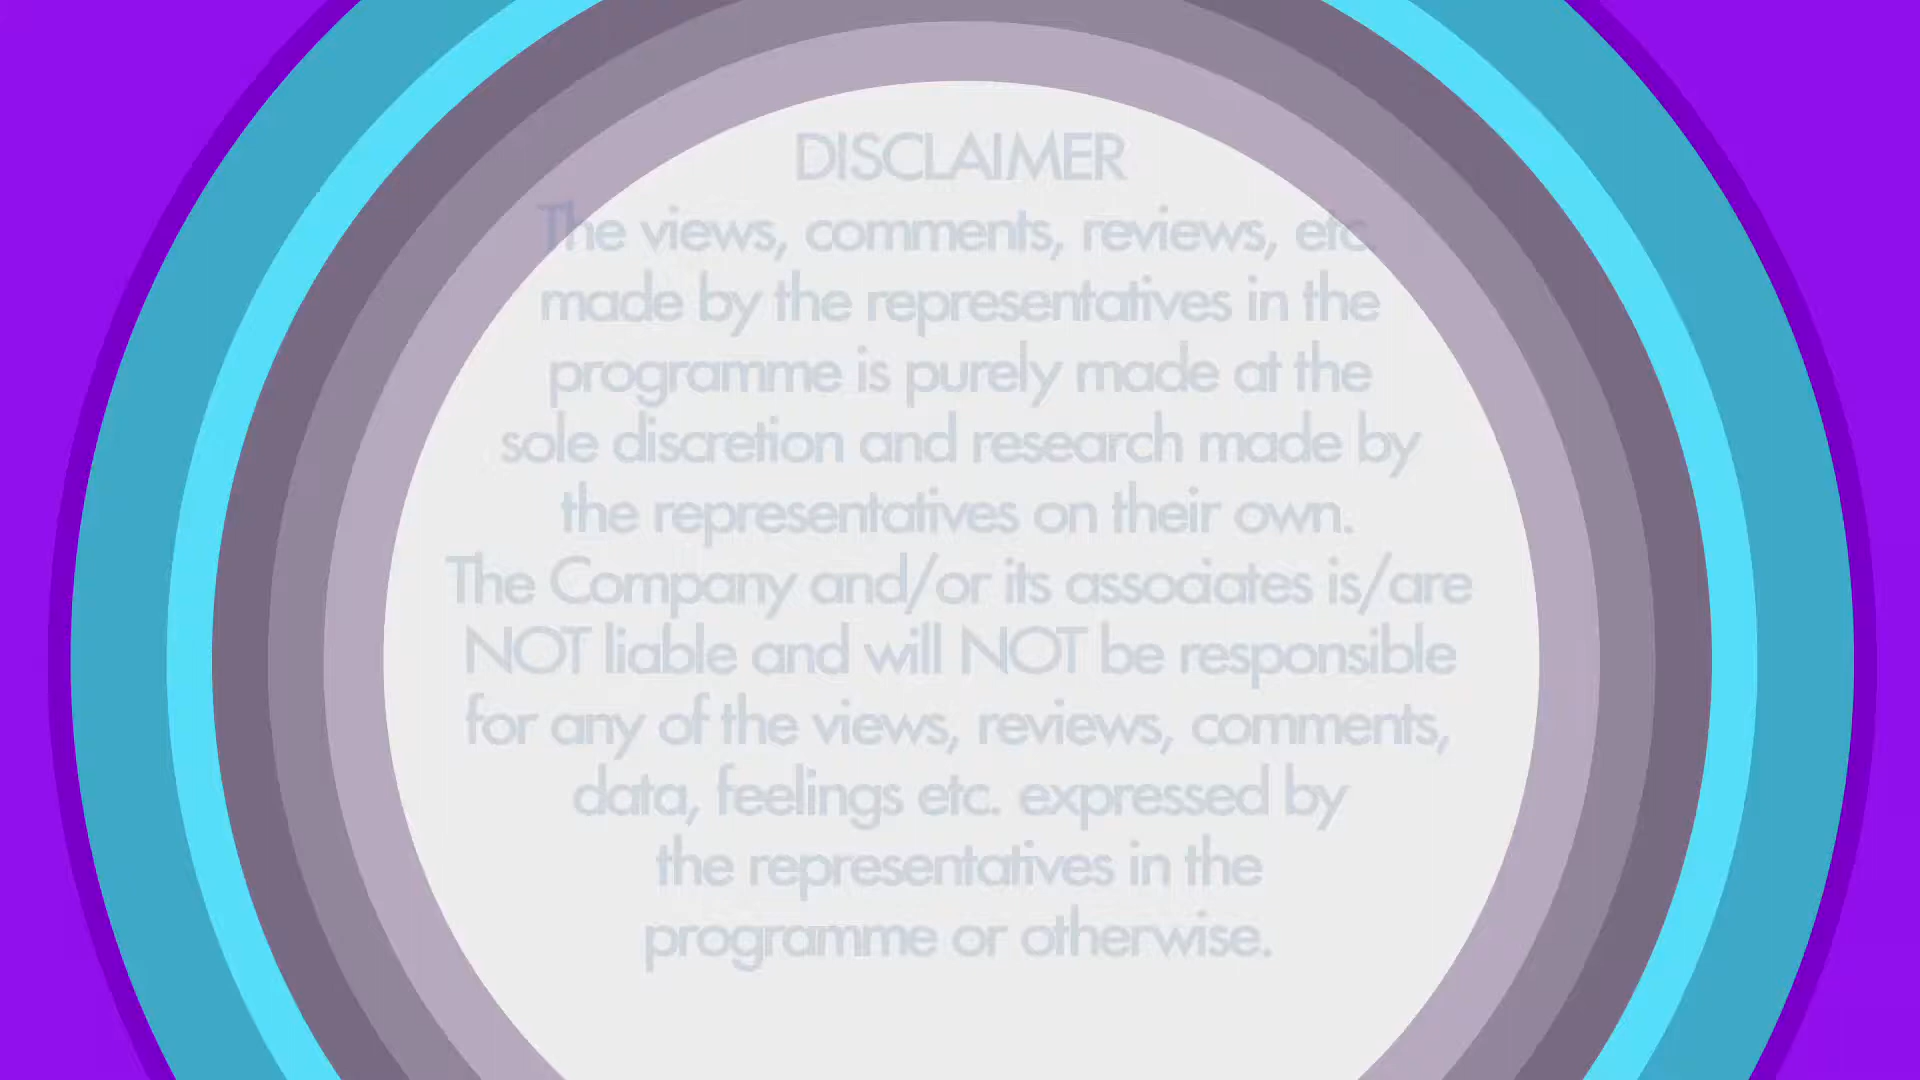 DISCLAIMER
The views, comments, reviews, etc.
made by the representatives in the
programme is purely made at the
sole discretion and research made by
the representatives on their own.
The Company and/or its associates is/are
NOT liable and will NOT be responsible
for any of the views, reviews, comments,
data, feelings etc. expressed by
the representatives in the
programme or otherwise.